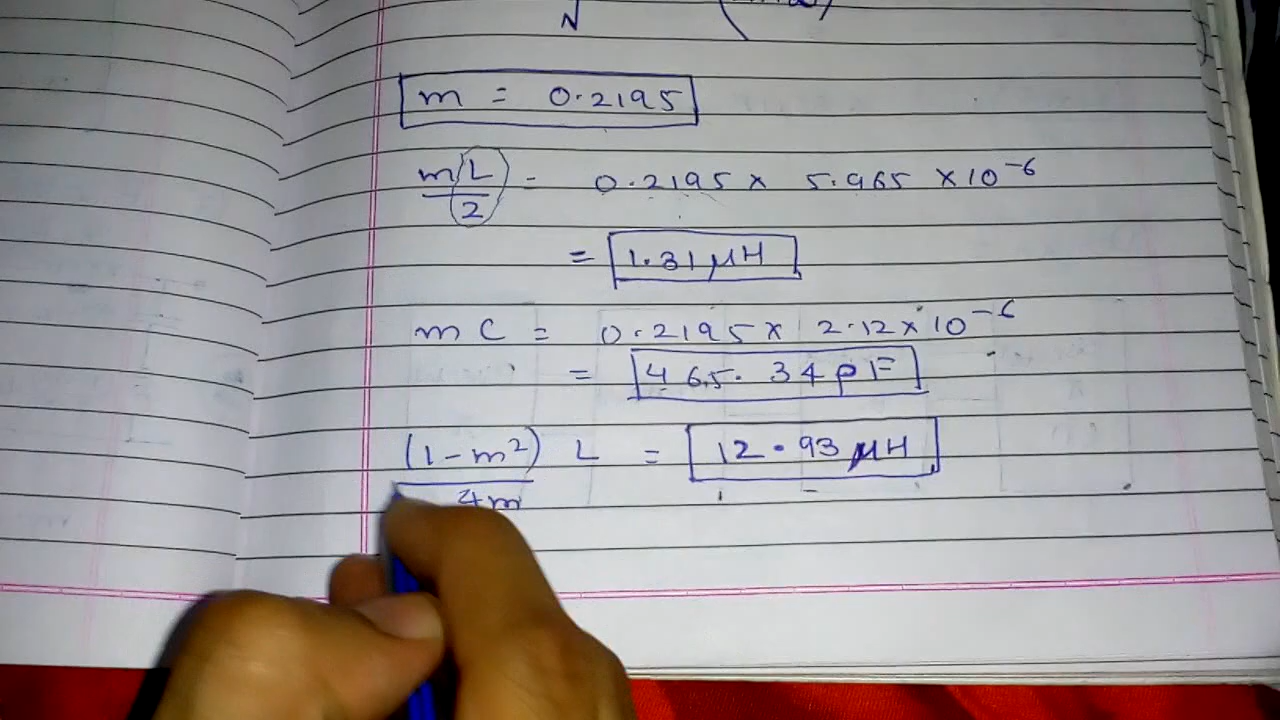 N
m = 0.2195
mL/2 = 0.2195 x 5.965 x 10⁻⁶
= 1.31 μH
mC = 0.2195 x 2.12 x 10⁻⁶
= 465.34 pF
(1 - m²)/4m L = 12.93 μH